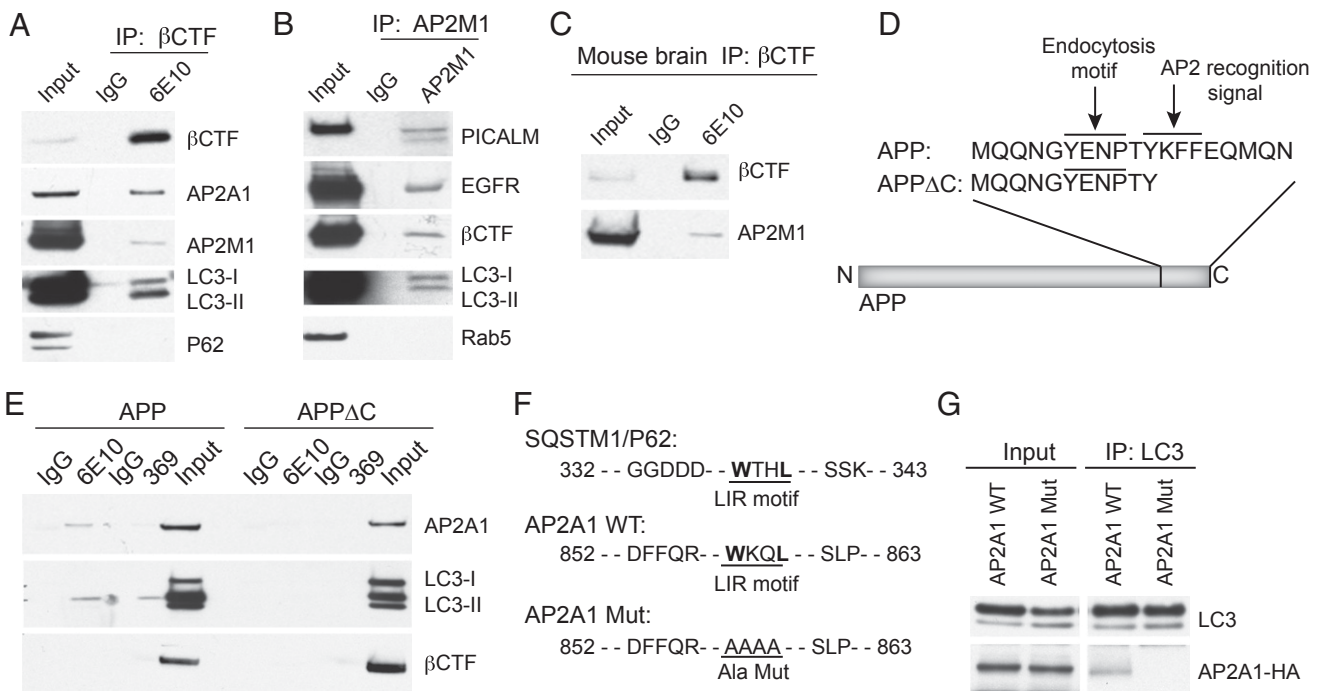 A
IP: βCTF
Input IgG 6E10
βCTF
AP2A1
AP2M1
LC3-I
LC3-II
P62
B
IP: AP2M1
Input IgG AP2M1
PICALM
EGFR
βCTF
LC3-I
LC3-II
Rab5
C
Mouse brain IP: βCTF
Input IgG 6E10
βCTF
AP2M1
D
Endocytosis
motif
AP2 recognition
signal
APP: MQQNGYENPTYKFFEQMQN
APPΔC: MQQNGYENPTY
N C
APP
E
APP APPΔC
IgG 6E10 IgG 369 Input IgG 6E10 IgG 369 Input
AP2A1
LC3-I
LC3-II
βCTF
F
SQSTM1/P62:
332 - - GGDDD- - WTHL - - SSK- - 343
LIR motif
AP2A1 WT:
852 - - DFFQR- - WKQL - - SLP- - 863
LIR motif
AP2A1 Mut:
852 - - DFFQR- - AAAA - - SLP- - 863
Ala Mut
G
Input IP: LC3
AP2A1 WT AP2A1 Mut AP2A1 WT AP2A1 Mut
LC3
AP2A1-HA